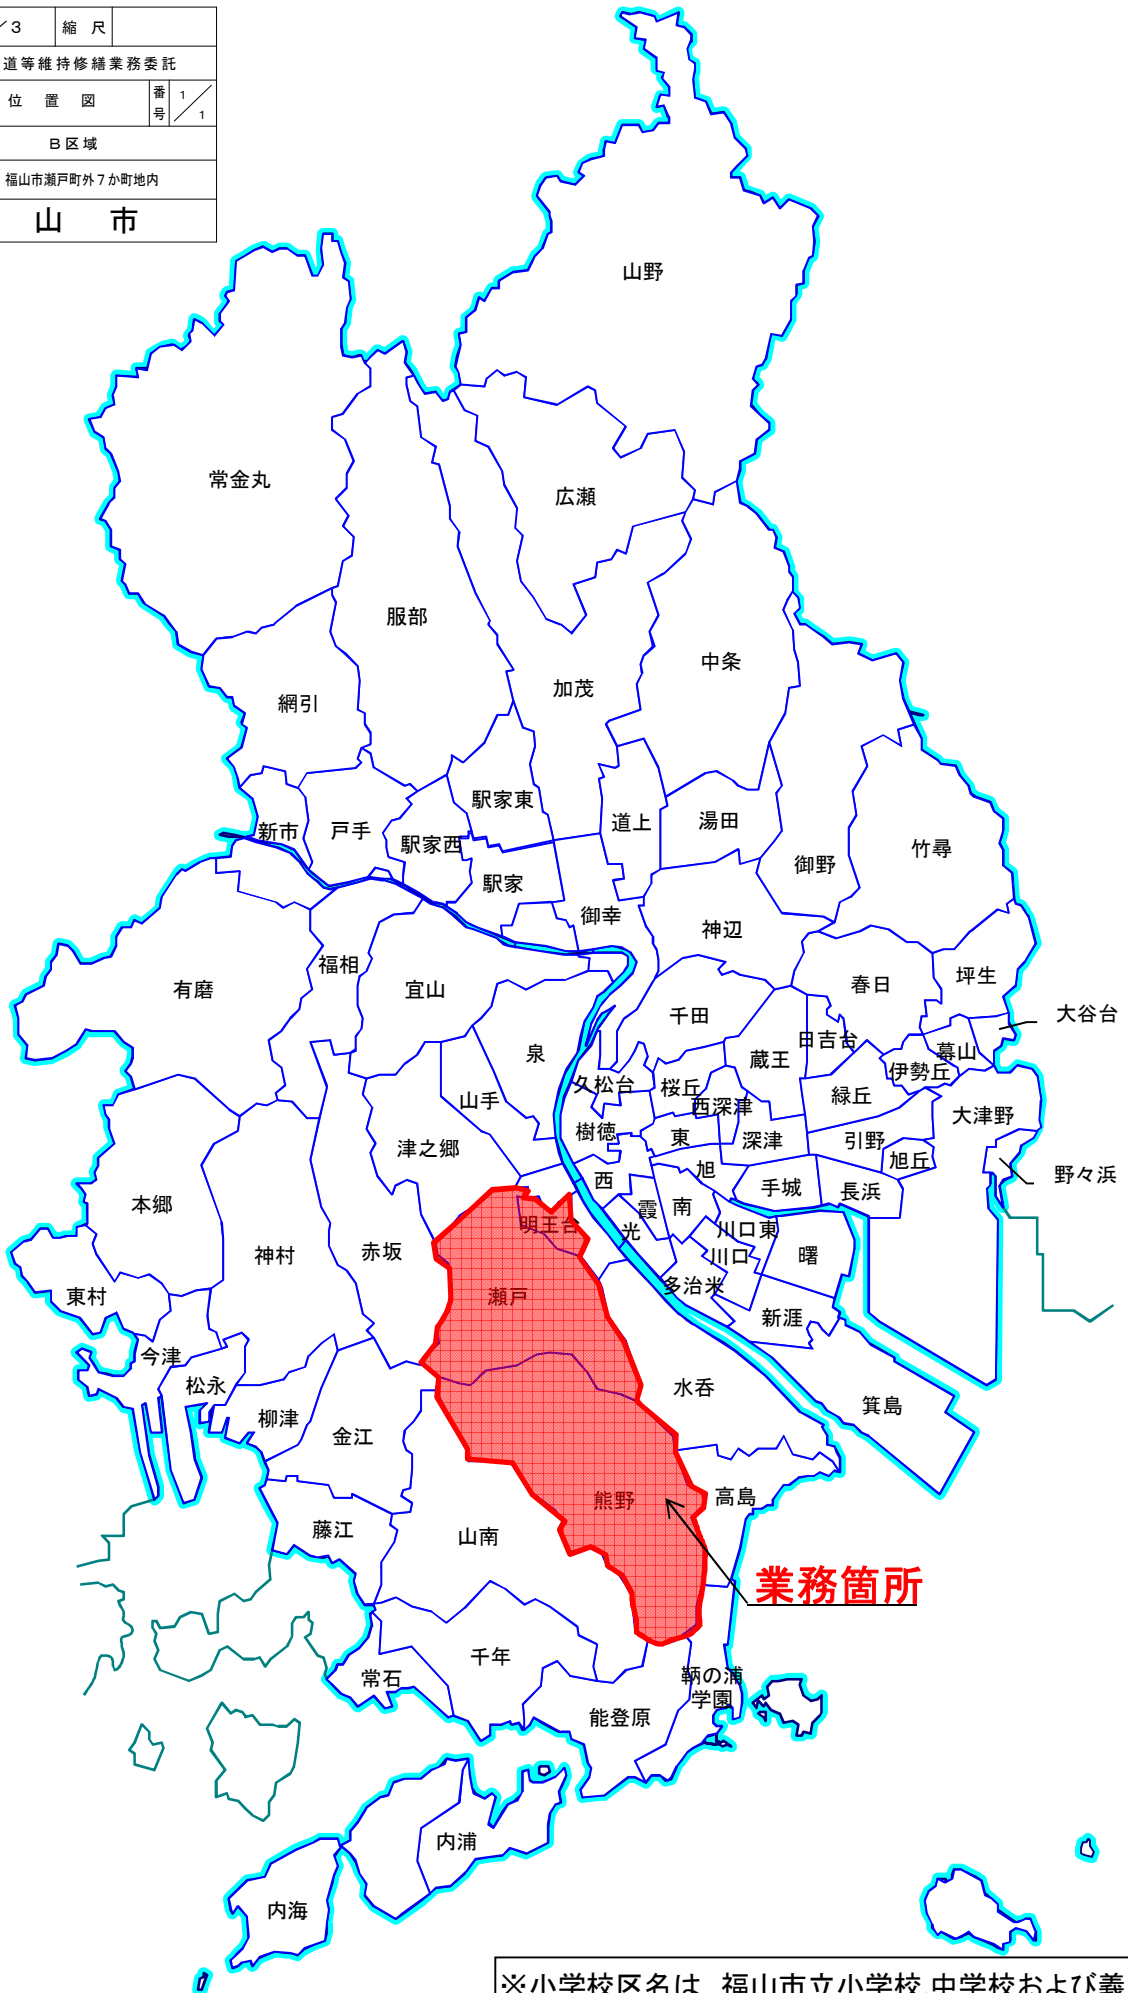 ／3 縮尺
道等維持修繕業務委託
位置図 番号 1／1
B区域
福山市瀬戸町外7か町地内
山市
山野
常金丸
広瀬
服部
中条
加茂
網引
駅家東
新市
戸手
道上
湯田
駅家西
竹尋
御野
駅家
御幸
神辺
福相
有磨
宜山
春日
坪生
千田
大谷台
日吉台
泉
蔵王
幕山
伊勢丘
久松台
桜丘
山手
西深津
緑丘
大津野
樹徳
東
深津
引野
津之郷
旭丘
旭
野々浜
西
手城
長浜
本郷
霞
南
明王台
光
川口東
神村
赤坂
川口
曙
多治米
東村
瀬戸
新涯
今津
松永
水呑
箕島
柳津
金江
熊野
高島
藤江
山南
業務箇所
千年
常石
鞆の浦
学園
能登原
内浦
内海
※小学校区名は、福山市立小学校,中学校および義